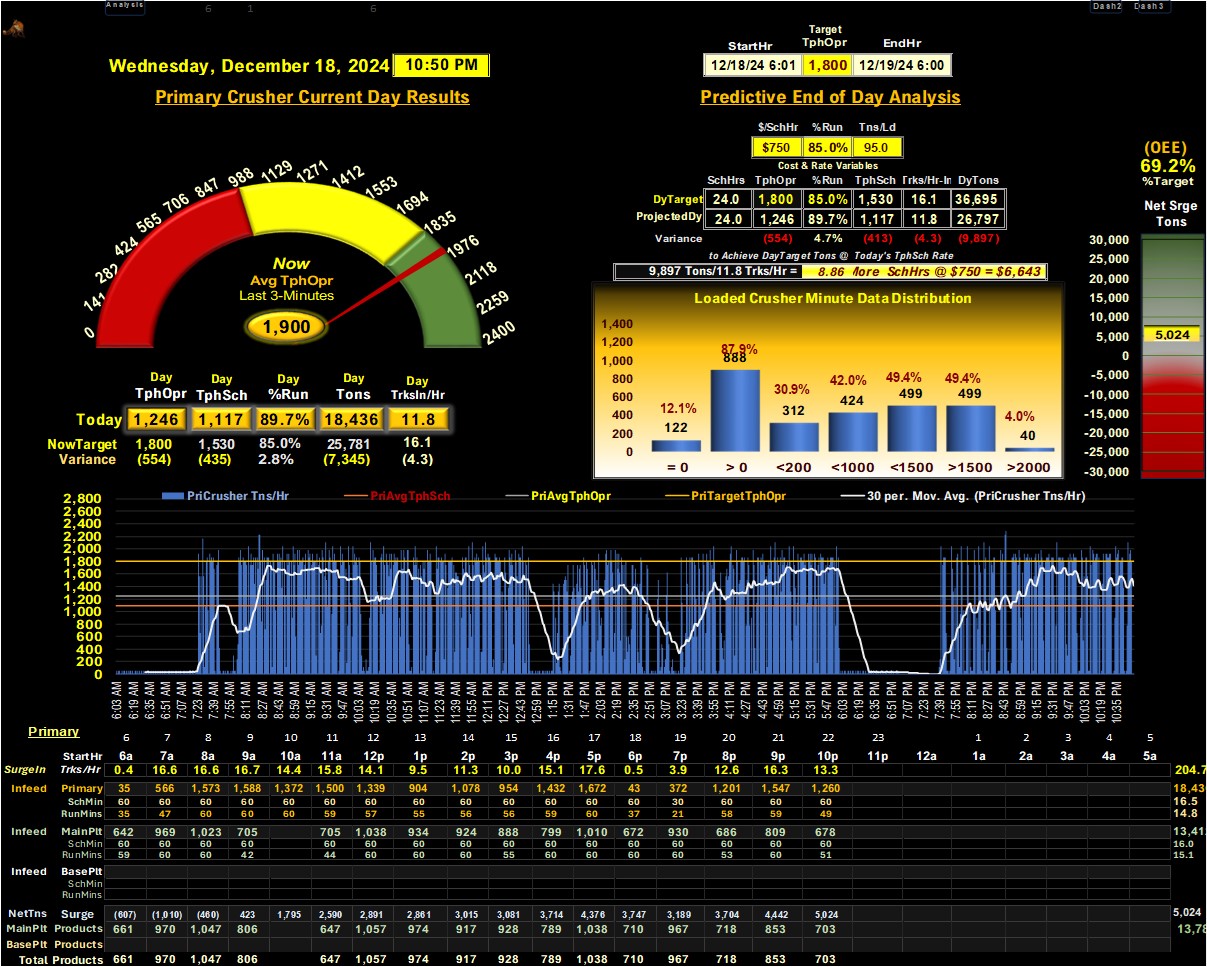 Analysis 6 1 6 Dash2 Dash3
Target
StartHr TphOpr EndHr
Wednesday, December 18, 2024 10:50 PM 12/18/24 6:01 1,800 12/19/24 6:00
Primary Crusher Current Day Results
Predictive End of Day Analysis
$/SchHr %Run Tns/Ld
$750 85.0% 95.0
Cost & Rate Variables
SchHrs TphOpr %Run TphSch Trks/Hr-In DyTons
DyTarget 24.0 1,800 85.0% 1,530 16.1 36,695
ProjectedDy 24.0 1,246 89.7% 1,117 11.8 26,797
Variance (554) 4.7% (413) (4.3) (9,897)
to Achieve DayTarget Tons @ Today's TphSch Rate
9,897 Tons/11.8 Trks/Hr = 8.86 More SchHrs @ $750 = $6,643
(OEE)
69.2%
%Target
Net Srge
Tons
30,000
25,000
20,000
15,000
10,000
5,000
5,024
0
-5,000
-10,000
-15,000
-20,000
-25,000
-30,000
0 141 282 424 565 706 847 988 1129 1271 1412 1553 1694 1835 1976 2118 2259 2400
Now
Avg TphOpr
Last 3-Minutes
1,900
Loaded Crusher Minute Data Distribution
1,400
1,200
1,000
800
600
400
200
0
12.1% 87.9% 30.9% 42.0% 49.4% 49.4% 4.0%
122 888 312 424 499 499 40
= 0 > 0 <200 <1000 <1500 >1500 >2000
Day Day Day Day Day
TphOpr TphSch %Run Tons TrksIn/Hr
Today 1,246 1,117 89.7% 18,436 11.8
NowTarget 1,800 1,530 85.0% 25,781 16.1
Variance (554) (435) 2.8% (7,345) (4.3)
PriCrusher Tns/Hr PriAvgTphSch PriAvgTphOpr PriTargetTphOpr 30 per. Mov. Avg. (PriCrusher Tns/Hr)
2,800
2,600
2,400
2,200
2,000
1,800
1,600
1,400
1,200
1,000
800
600
400
200
0
6:03 AM 6:19 AM 6:35 AM 6:51 AM 7:07 AM 7:23 AM 7:39 AM 7:55 AM 8:11 AM 8:27 AM 8:43 AM 8:59 AM 9:15 AM 9:31 AM 9:47 AM 10:03 AM 10:19 AM 10:35 AM 10:51 AM 11:07 AM 11:23 AM 11:39 AM 11:55 AM 12:11 PM 12:27 PM 12:43 PM 12:59 PM 1:15 PM 1:31 PM 1:47 PM 2:03 PM 2:19 PM 2:35 PM 2:51 PM 3:07 PM 3:23 PM 3:39 PM 3:55 PM 4:11 PM 4:27 PM 4:43 PM 4:59 PM 5:15 PM 5:31 PM 5:47 PM 6:03 PM 6:19 PM 6:35 PM 6:51 PM 7:07 PM 7:23 PM 7:39 PM 7:55 PM 8:11 PM 8:27 PM 8:43 PM 8:59 PM 9:15 PM 9:31 PM 9:47 PM 10:03 PM 10:19 PM 10:35 PM
Primary 6 7 8 9 10 11 12 13 14 15 16 17 18 19 20 21 22 23 1 2 3 4 5
StartHr 6a 7a 8a 9a 10a 11a 12p 1p 2p 3p 4p 5p 6p 7p 8p 9p 10p 11p 12a 1a 2a 3a 4a 5a
SurgeIn Trks/Hr 0.4 16.6 16.6 16.7 14.4 15.8 14.1 9.5 11.3 10.0 15.1 17.6 0.5 3.9 12.6 16.3 13.3 204.7
Infeed Primary 35 566 1,573 1,588 1,372 1,500 1,339 904 1,078 954 1,432 1,672 43 372 1,201 1,547 1,260 18,43
SchMin 60 60 60 60 60 60 60 60 60 60 60 60 60 30 60 60 60 16.5
RunMins 35 47 60 60 60 59 57 55 56 56 59 60 37 21 58 59 49 14.8
Infeed MainPlt 642 969 1,023 705 705 1,038 934 924 888 799 1,010 672 930 686 809 678 13,41
SchMin 60 60 60 60 60 60 60 60 60 60 60 60 60 60 60 60 16.0
RunMins 59 60 60 42 44 60 60 60 55 60 60 60 60 53 60 51 15.1
Infeed BasePlt
SchMin
RunMins
NetTns Surge (607) (1,010) (460) 423 1,795 2,590 2,891 2,861 3,015 3,081 3,714 4,376 3,747 3,189 3,704 4,442 5,024 5,024
MainPlt Products 661 970 1,047 806 647 1,057 974 917 928 789 1,038 710 967 718 853 703 13,78
BasePlt Products
Total Products 661 970 1,047 806 647 1,057 974 917 928 789 1,038 710 967 718 853 703